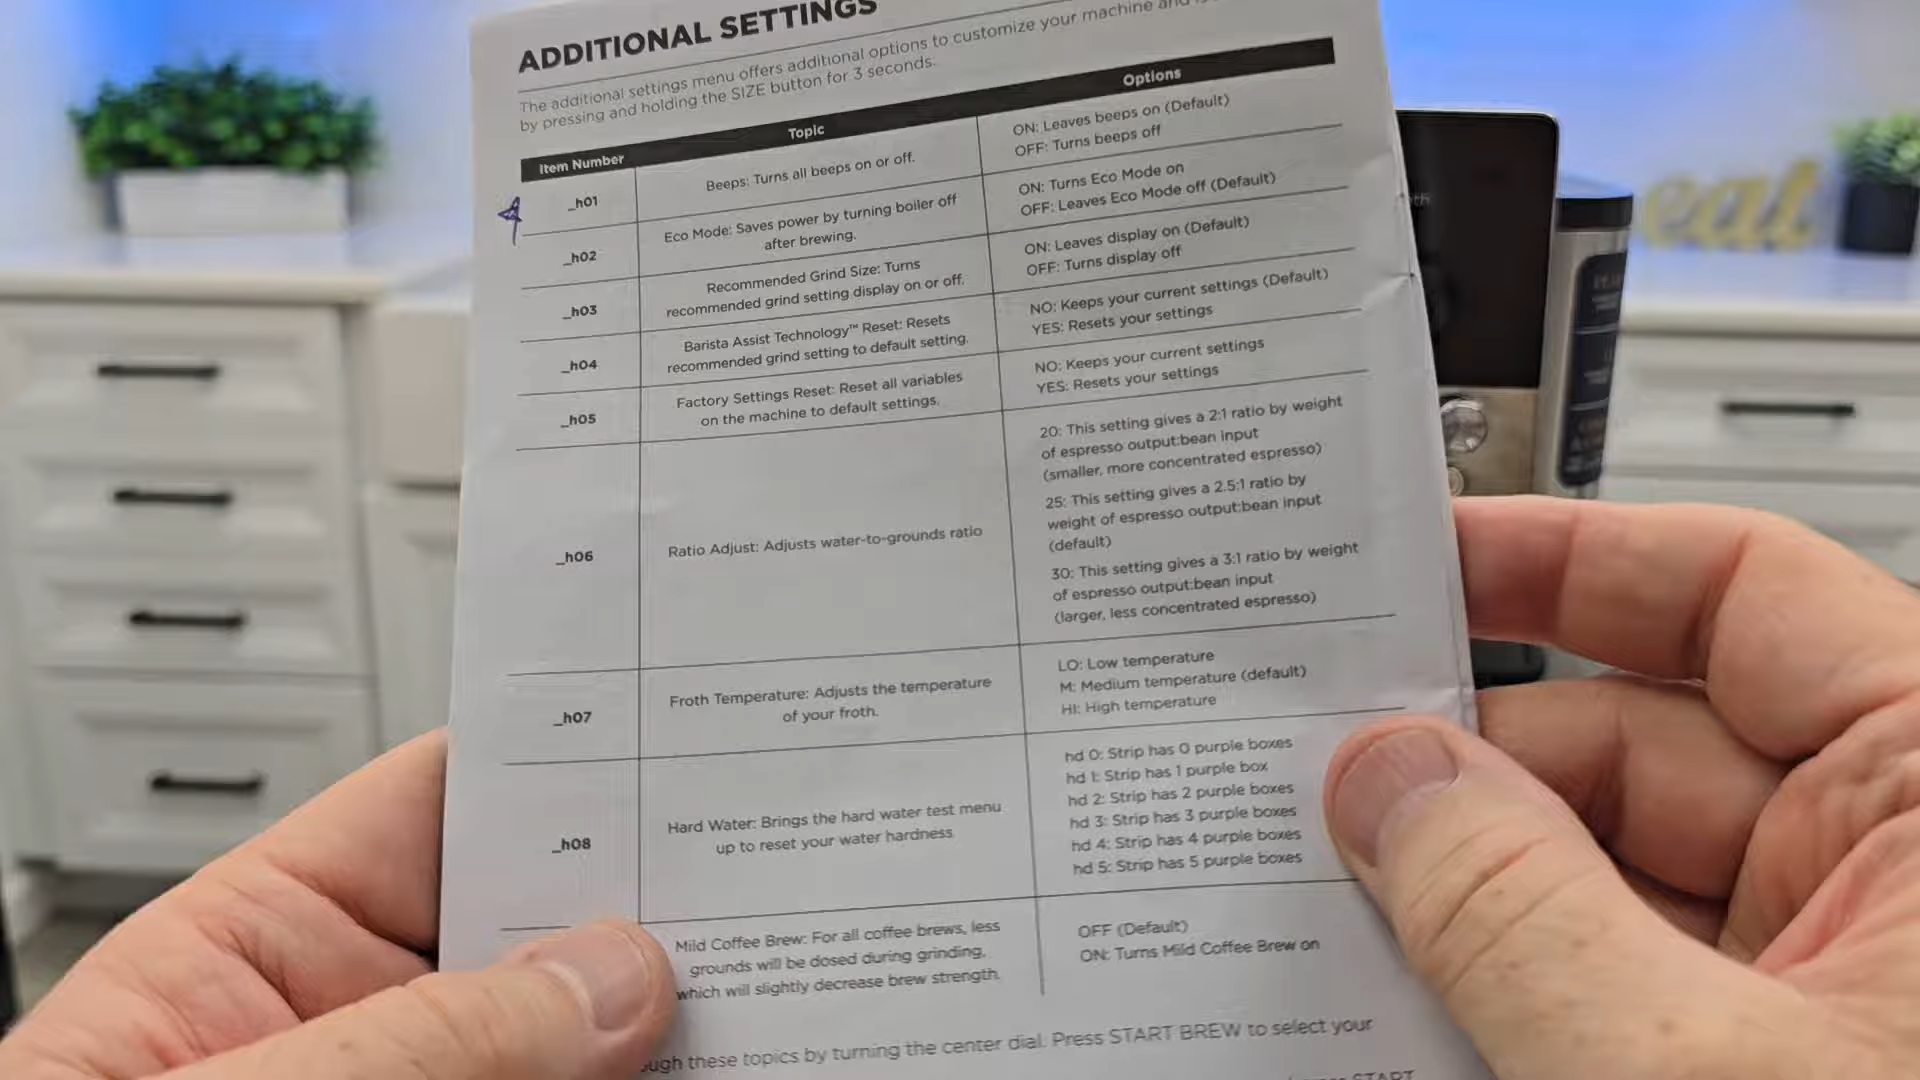 ADDITIONAL SETTINGS
The additional settings menu offers additional options to customize your machine and
by pressing and holding the SIZE button for 3 seconds.
Item Number Topic Options
_h01 Beeps: Turns all beeps on or off.
ON: Leaves beeps on (Default)
OFF: Turns beeps off
_h02 Eco Mode: Saves power by turning boiler off
after brewing.
ON: Turns Eco Mode on
OFF: Leaves Eco Mode off (Default)
_h03 Recommended Grind Size: Turns
recommended grind setting display on or off.
ON: Leaves display on (Default)
OFF: Turns display off
_h04 Barista Assist Technology™ Reset: Resets
recommended grind setting to default setting.
NO: Keeps your current settings (Default)
YES: Resets your settings
_h05 Factory Settings Reset: Reset all variables
on the machine to default settings.
NO: Keeps your current settings
YES: Resets your settings
_h06 Ratio Adjust: Adjusts water-to-grounds ratio
20: This setting gives a 2:1 ratio by weight
of espresso output:bean input
(smaller, more concentrated espresso)
25: This setting gives a 2.5:1 ratio by
weight of espresso output:bean input
(default)
30: This setting gives a 3:1 ratio by weight
of espresso output:bean input
(larger, less concentrated espresso)
_h07 Froth Temperature: Adjusts the temperature
of your froth.
LO: Low temperature
M: Medium temperature (default)
HI: High temperature
_h08 Hard Water: Brings the hard water test menu
up to reset your water hardness
hd 0: Strip has 0 purple boxes
hd 1: Strip has 1 purple box
hd 2: Strip has 2 purple boxes
hd 3: Strip has 3 purple boxes
hd 4: Strip has 4 purple boxes
hd 5: Strip has 5 purple boxes
Mild Coffee Brew: For all coffee brews, less
grounds will be dosed during grinding,
which will slightly decrease brew strength.
OFF (Default)
ON: Turns Mild Coffee Brew on
these topics by turning the center dial. Press START BREW to select your
START
eat